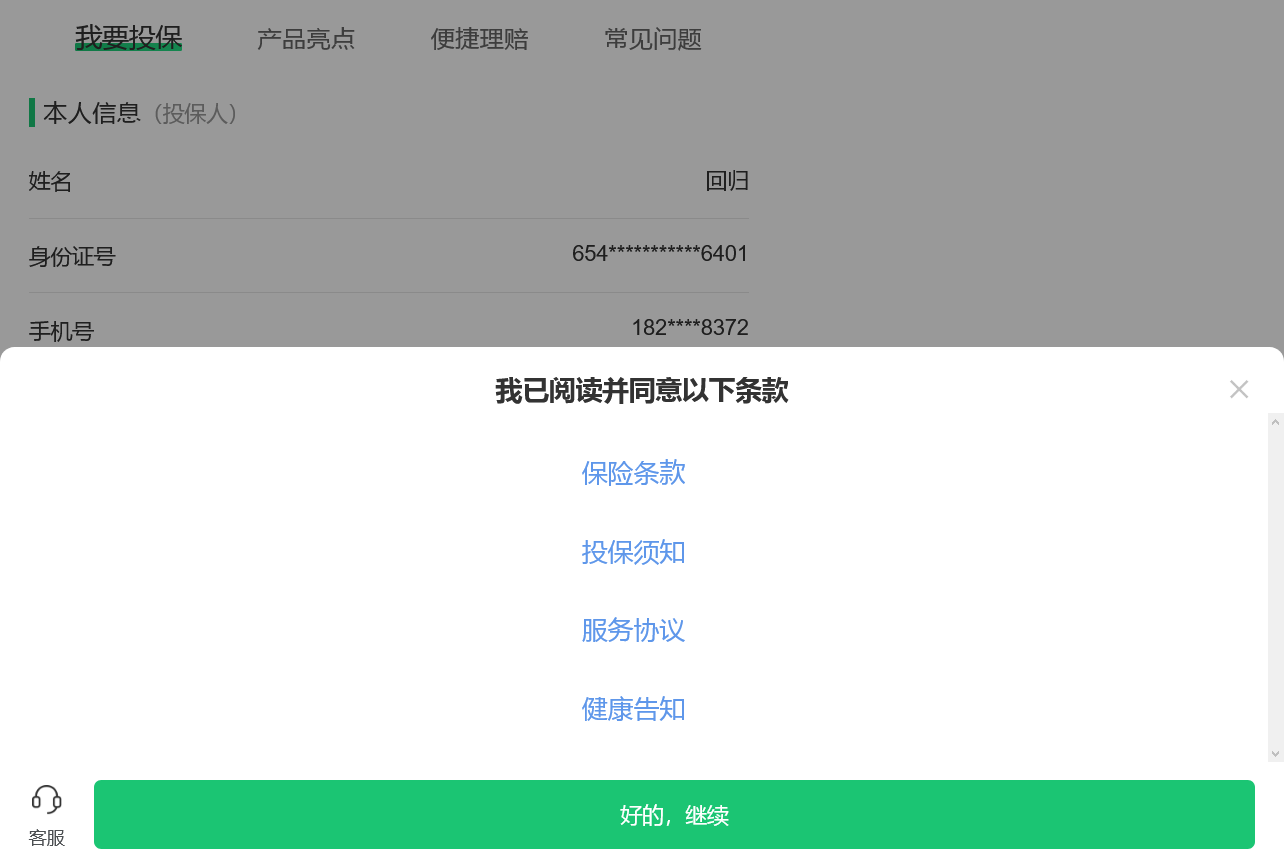 我要投保 产品亮点 便捷理赔 常见问题
本人信息（投保人）
姓名 回归
身份证号 654***********6401
手机号 182****8372
我已阅读并同意以下条款
保险条款
投保须知
服务协议
健康告知
好的，继续
客服